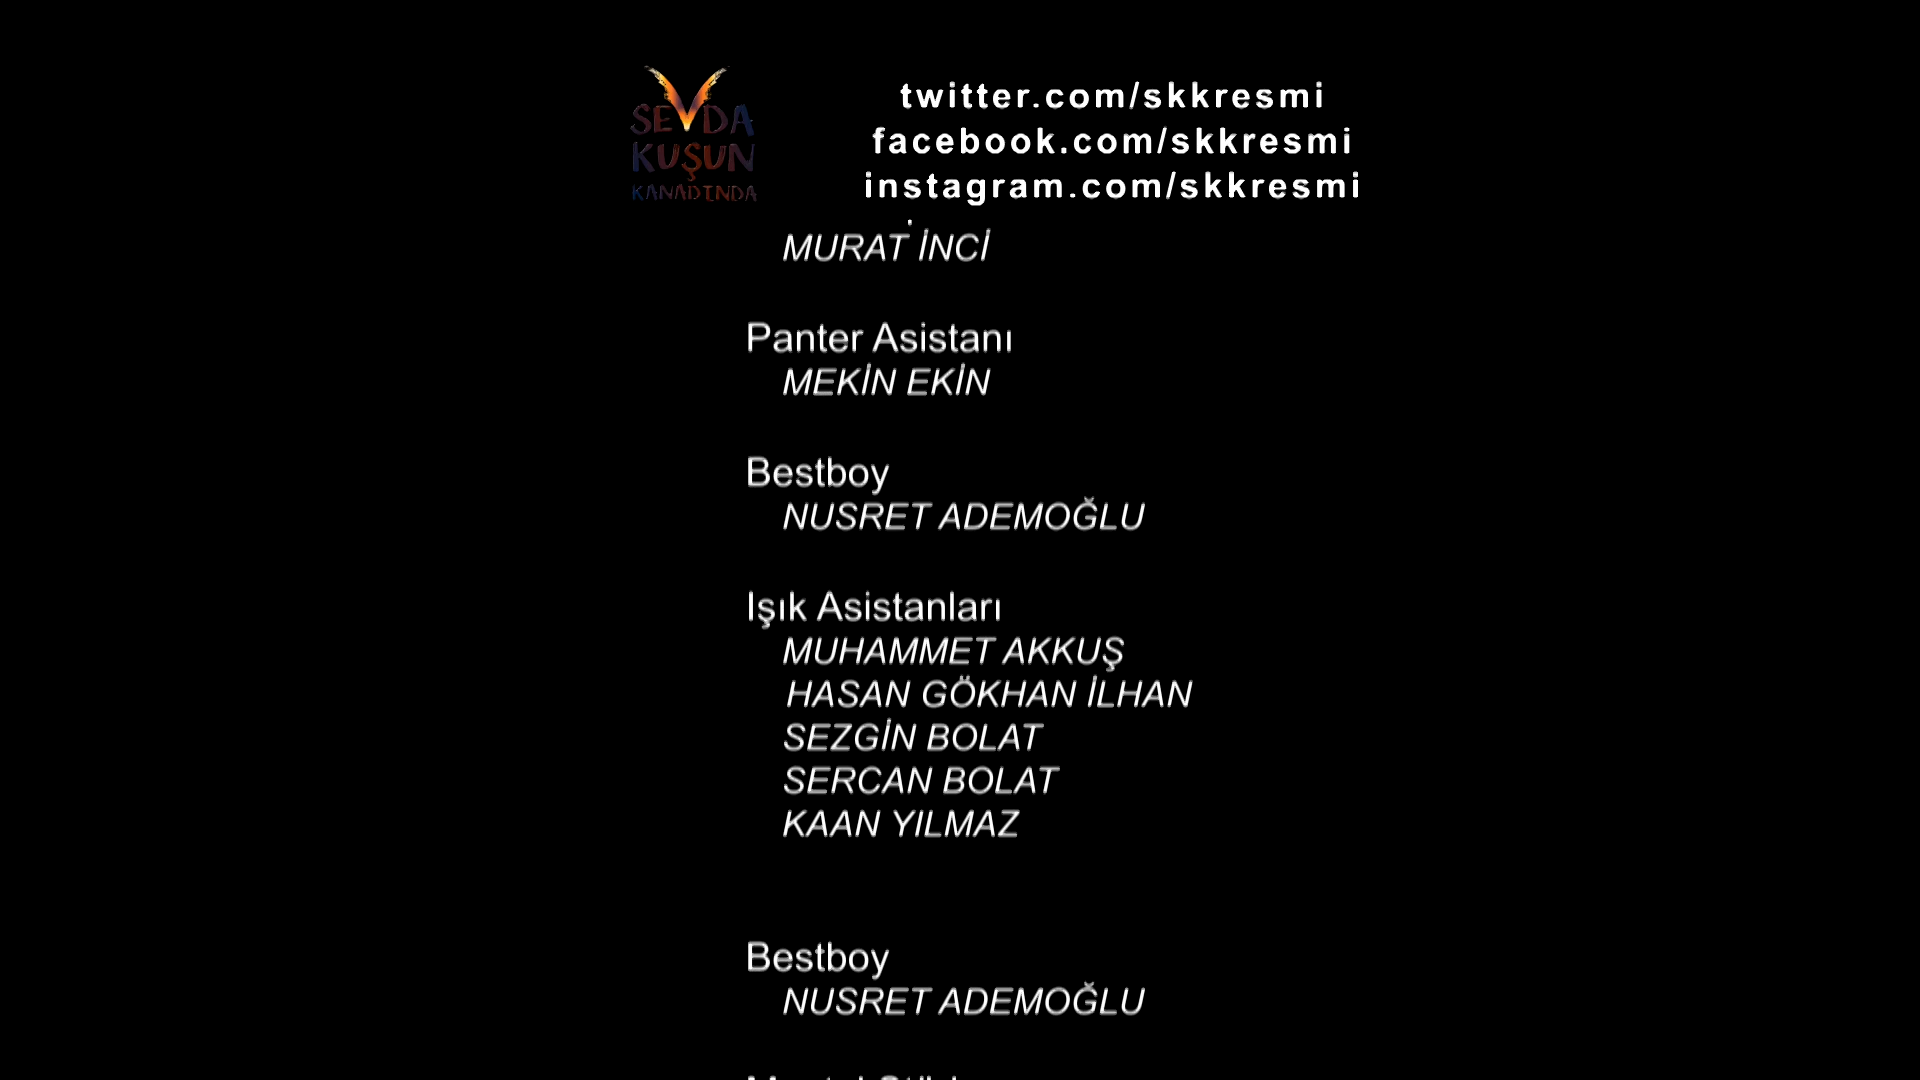 SEVDA
KUŞUN
KANADINDA
twitter.com/skkresmi
facebook.com/skkresmi
instagram.com/skkresmi
MURAT İNCİ
Panter Asistanı
MEKİN EKİN
Bestboy
NUSRET ADEMOĞLU
Işık Asistanları
MUHAMMET AKKUŞ
HASAN GÖKHAN İLHAN
SEZGİN BOLAT
SERCAN BOLAT
KAAN YILMAZ
Bestboy
NUSRET ADEMOĞLU